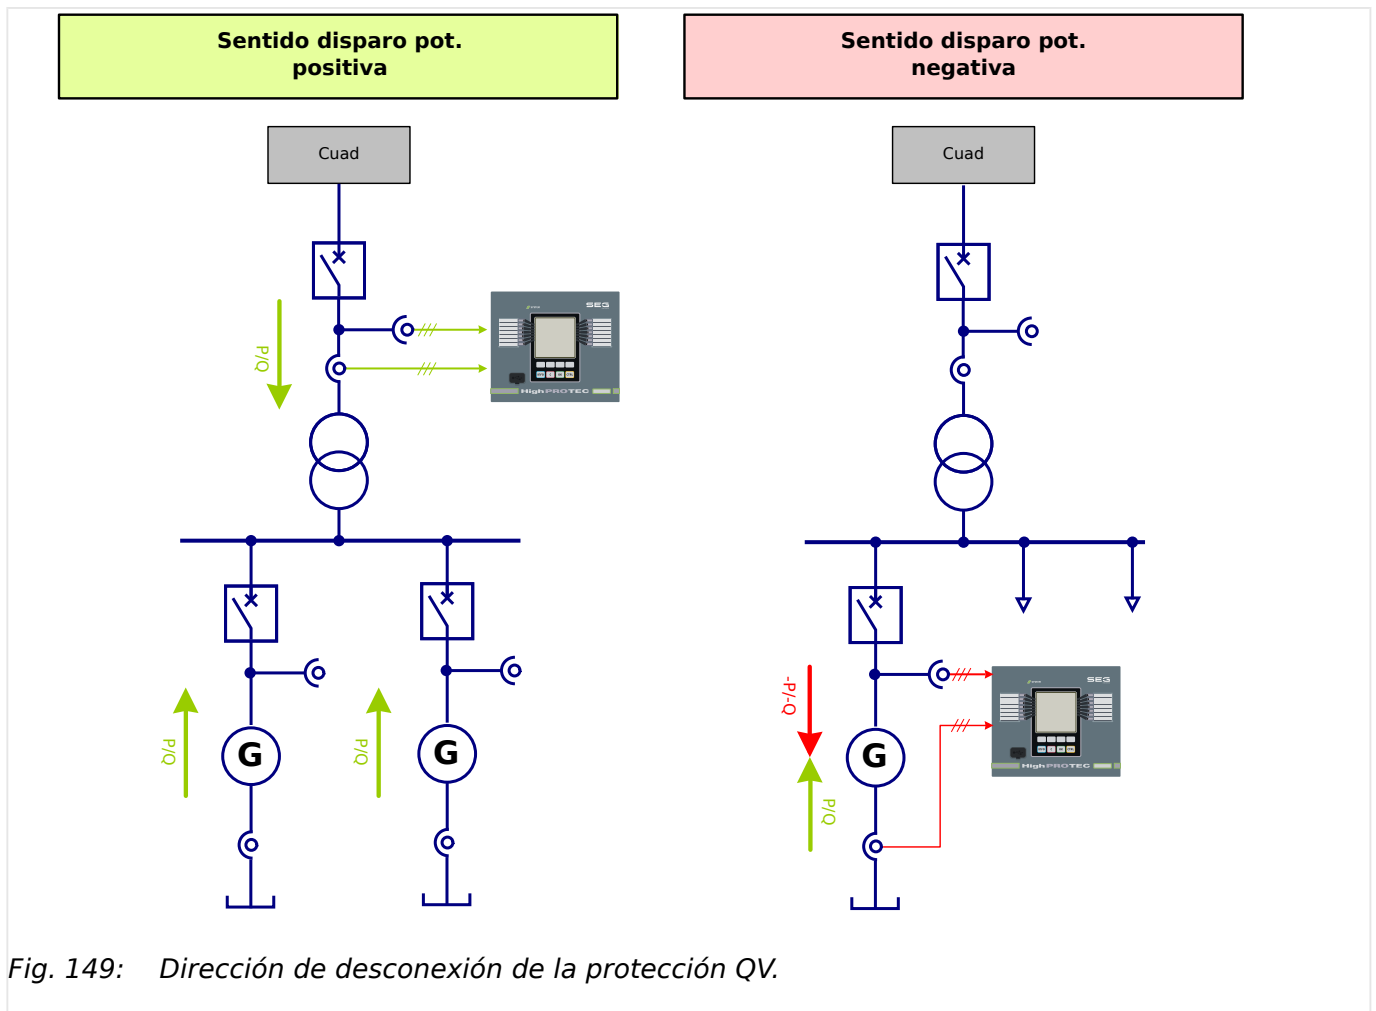 Sentido disparo pot.
positiva
Sentido disparo pot.
negativa
Cuad
Cuad
SEG
P/Q
HighPROTEC
P/Q
G
P/Q
G
-P/-Q
SEG
G
HighPROTEC
P/Q
Fig. 149: Dirección de desconexión de la protección QV.